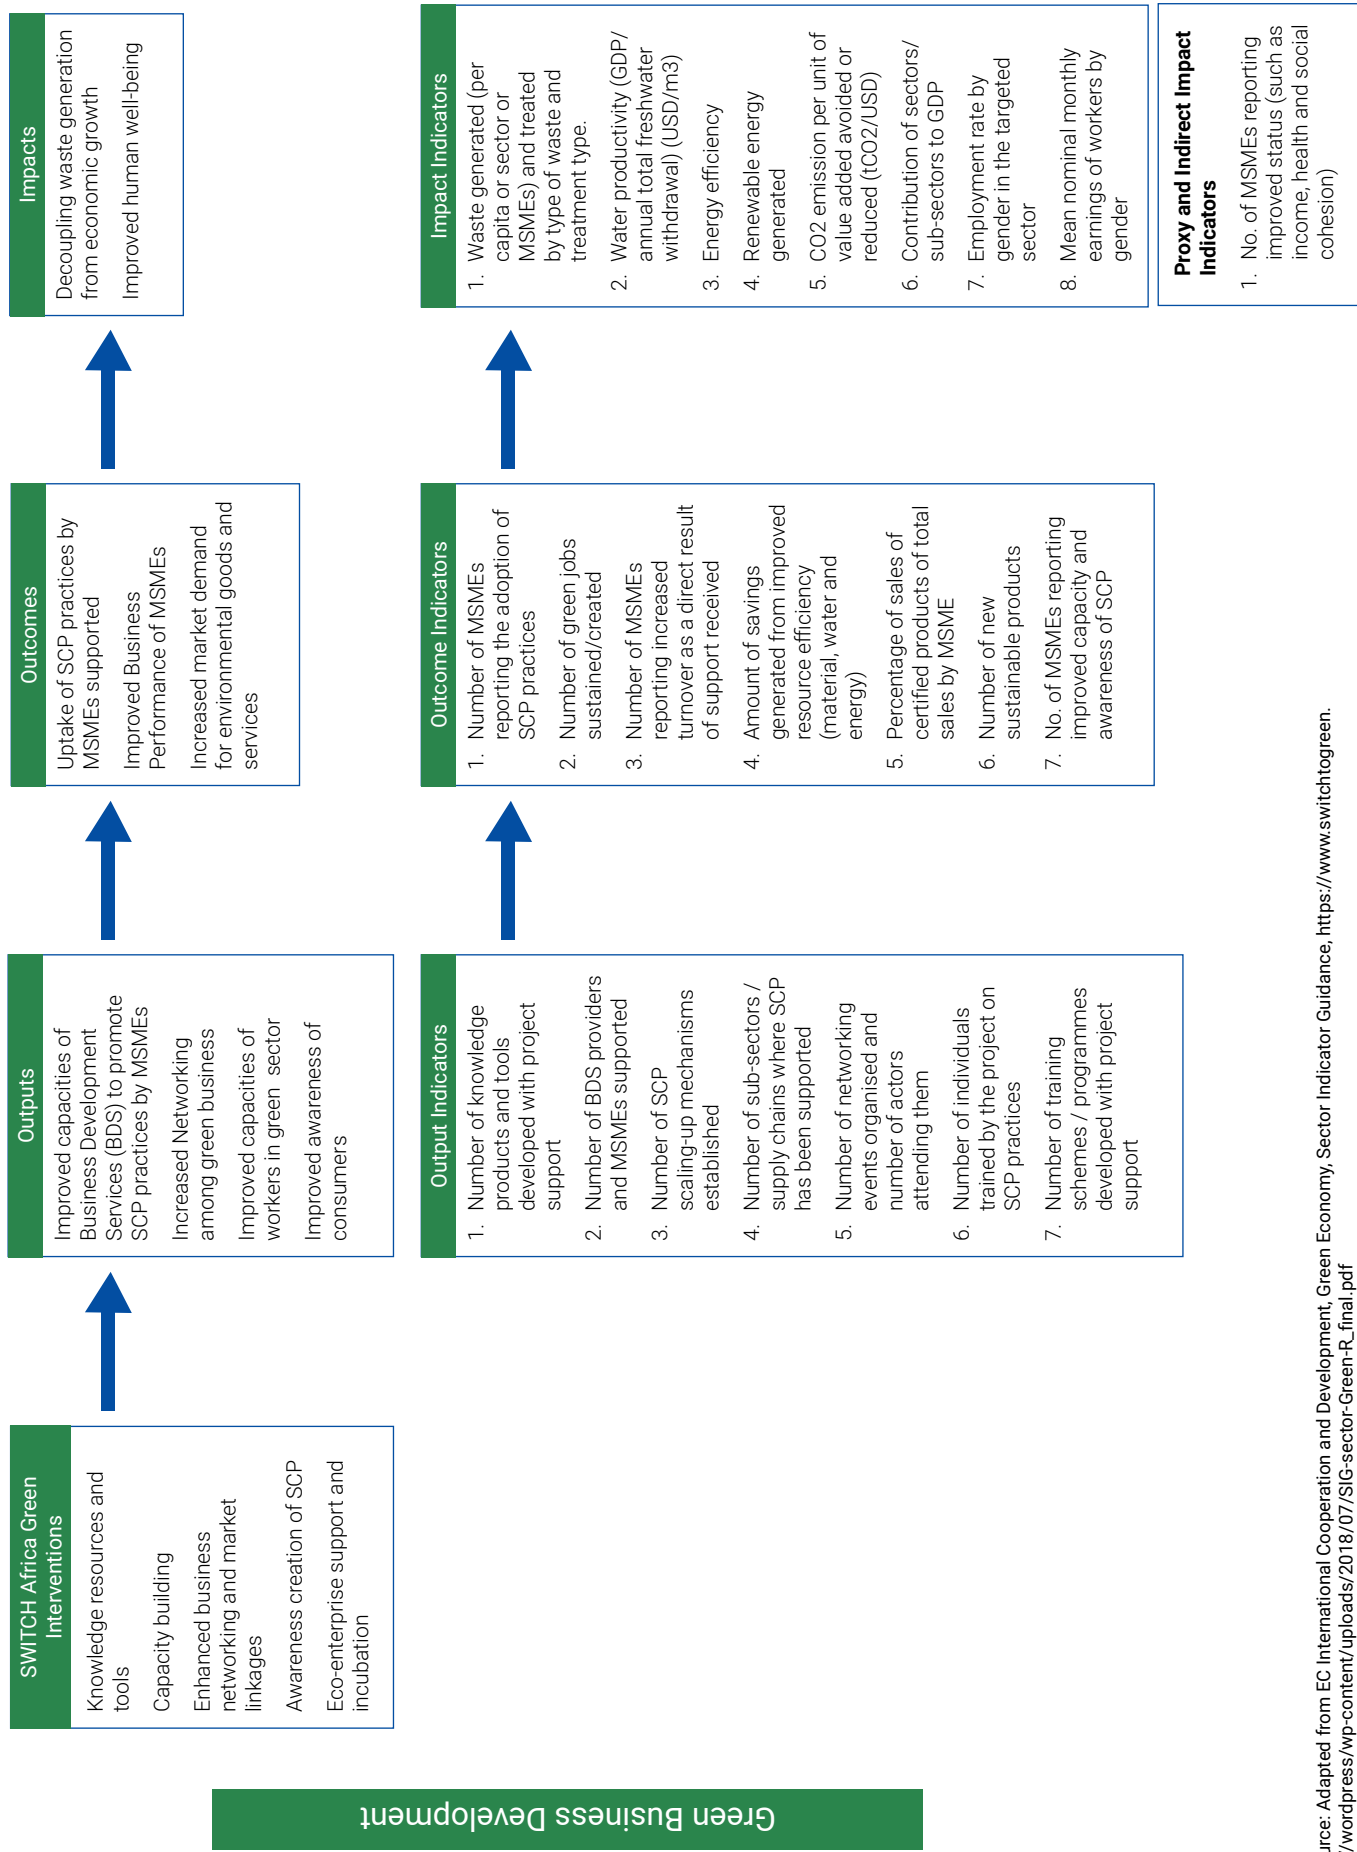 Green Business Development
SWITCH Africa Green
Interventions
Knowledge resources and
tools
Capacity building
Enhanced business
networking and market
linkages
Awareness creation of SCP
Eco-enterprise support and
incubation
Outputs
Improved capacities of
Business Development
Services (BDS) to promote
SCP practices by MSMEs
Increased Networking
among green business
Improved capacities of
workers in green sector
Improved awareness of
consumers
Outcomes
Uptake of SCP practices by
MSMEs supported
Improved Business
Performance of MSMEs
Increased market demand
for environmental goods and
services
Impacts
Decoupling waste generation
from economic growth
Improved human well-being
Output Indicators
1. Number of knowledge
products and tools
developed with project
support
2. Number of BDS providers
and MSMEs supported
3. Number of SCP
scaling-up mechanisms
established
4. Number of sub-sectors /
supply chains where SCP
has been supported
5. Number of networking
events organised and
number of actors
attending them
6. Number of individuals
trained by the project on
SCP practices
7. Number of training
schemes / programmes
developed with project
support
Outcome Indicators
1. Number of MSMEs
reporting the adoption of
SCP practices
2. Number of green jobs
sustained/created
3. Number of MSMEs
reporting increased
turnover as a direct result
of support received
4. Amount of savings
generated from improved
resource efficiency
(material, water and
energy)
5. Percentage of sales of
certified products of total
sales by MSME
6. Number of new
sustainable products
7. No. of MSMEs reporting
improved capacity and
awareness of SCP
Impact Indicators
1. Waste generated (per
capita or sector or
MSMEs) and treated
by type of waste and
treatment type.
2. Water productivity (GDP/
annual total freshwater
withdrawal) (USD/m3)
3. Energy efficiency
4. Renewable energy
generated
5. CO2 emission per unit of
value added avoided or
reduced (tCO2/USD)
6. Contribution of sectors/
sub-sectors to GDP
7. Employment rate by
gender in the targeted
sector
8. Mean nominal monthly
earnings of workers by
gender
Proxy and Indirect Impact
Indicators
1. No. of MSMEs reporting
improved status (such as
income, health and social
cohesion)
urce: Adapted from EC International Cooperation and Development, Green Economy, Sector Indicator Guidance, https://www.switchtogreen.
/wordpress/wp-content/uploads/2018/07/SIG-sector-Green-R_final.pdf